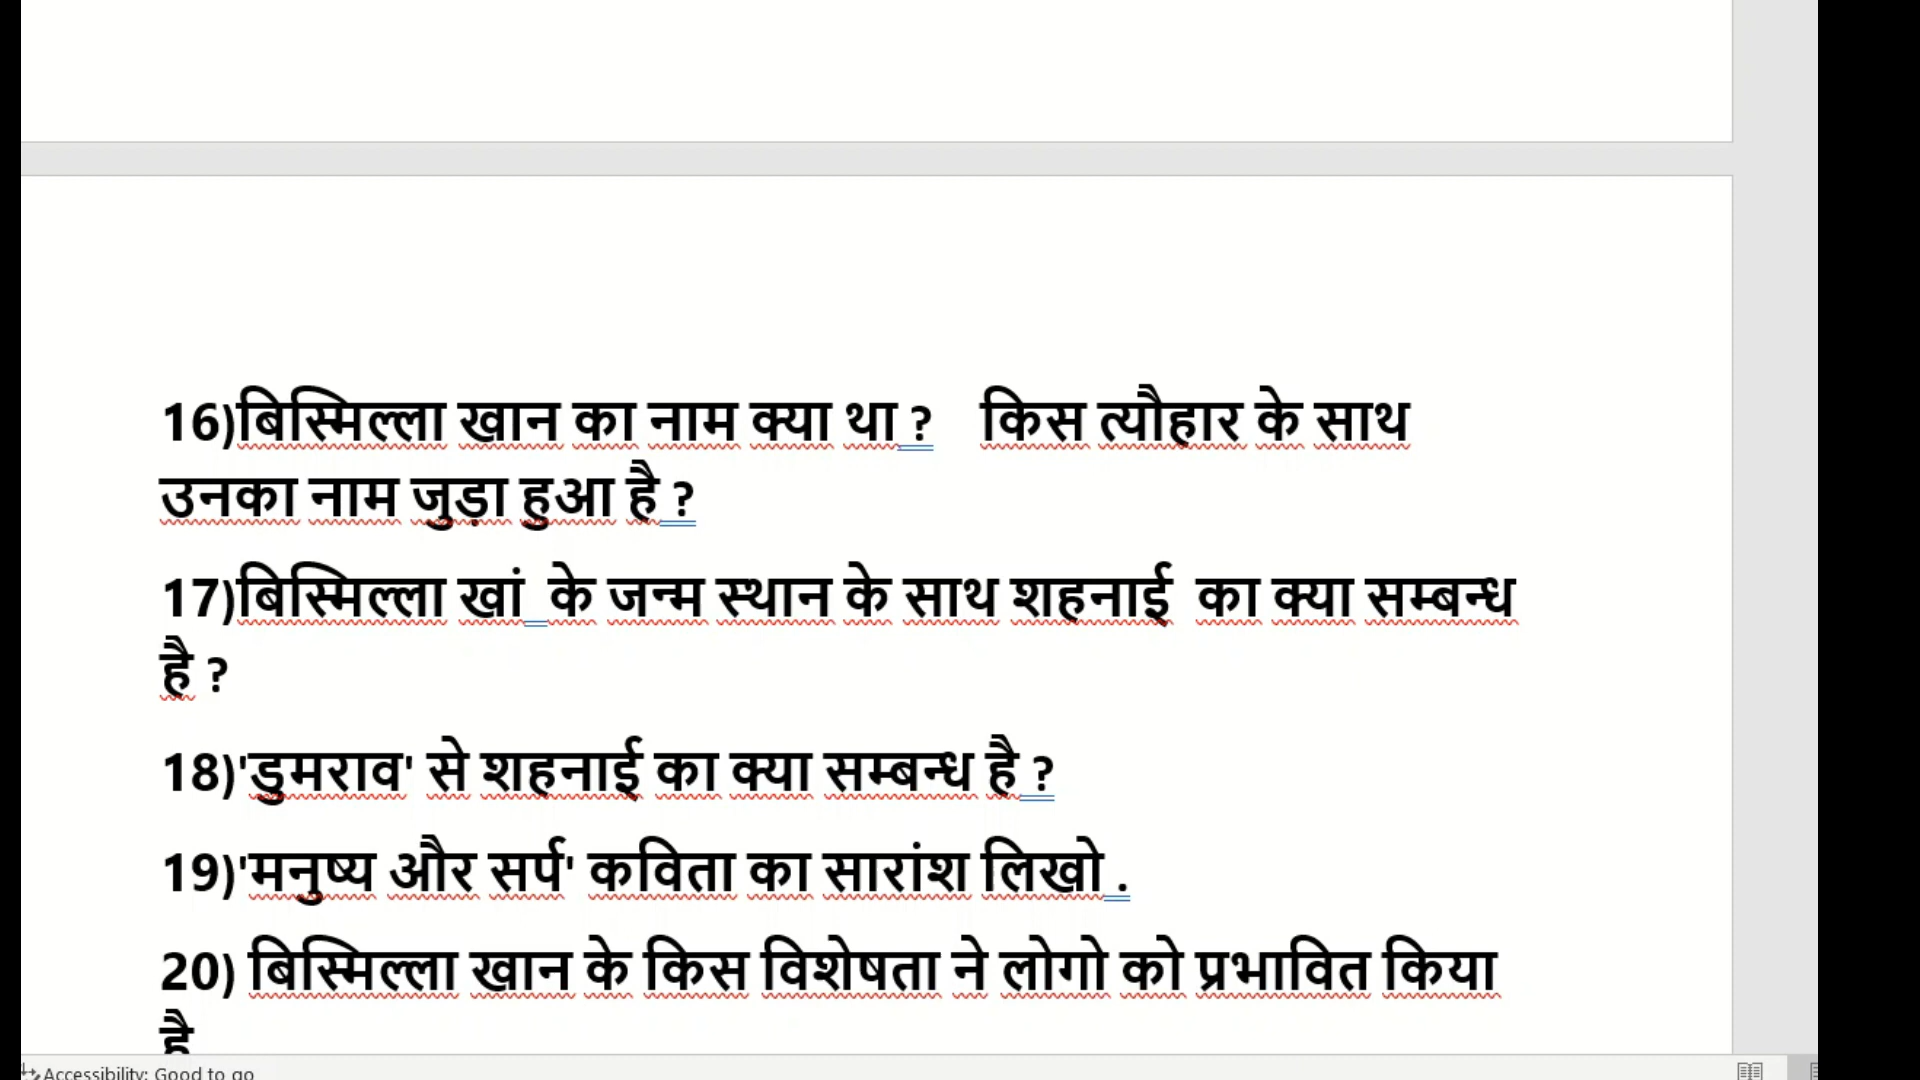 16)बिस्मिल्ला खान का नाम क्या था ? किस त्यौहार के साथ
उनका नाम जुड़ा हुआ है ?
17)बिस्मिल्ला खां के जन्म स्थान के साथ शहनाई का क्या सम्बन्ध
है ?
18)'डुमराव' से शहनाई का क्या सम्बन्ध है ?
19)'मनुष्य और सर्प' कविता का सारांश लिखो .
20) बिस्मिल्ला खान के किस विशेषता ने लोगो को प्रभावित किया
है
Accessibility: Good to go